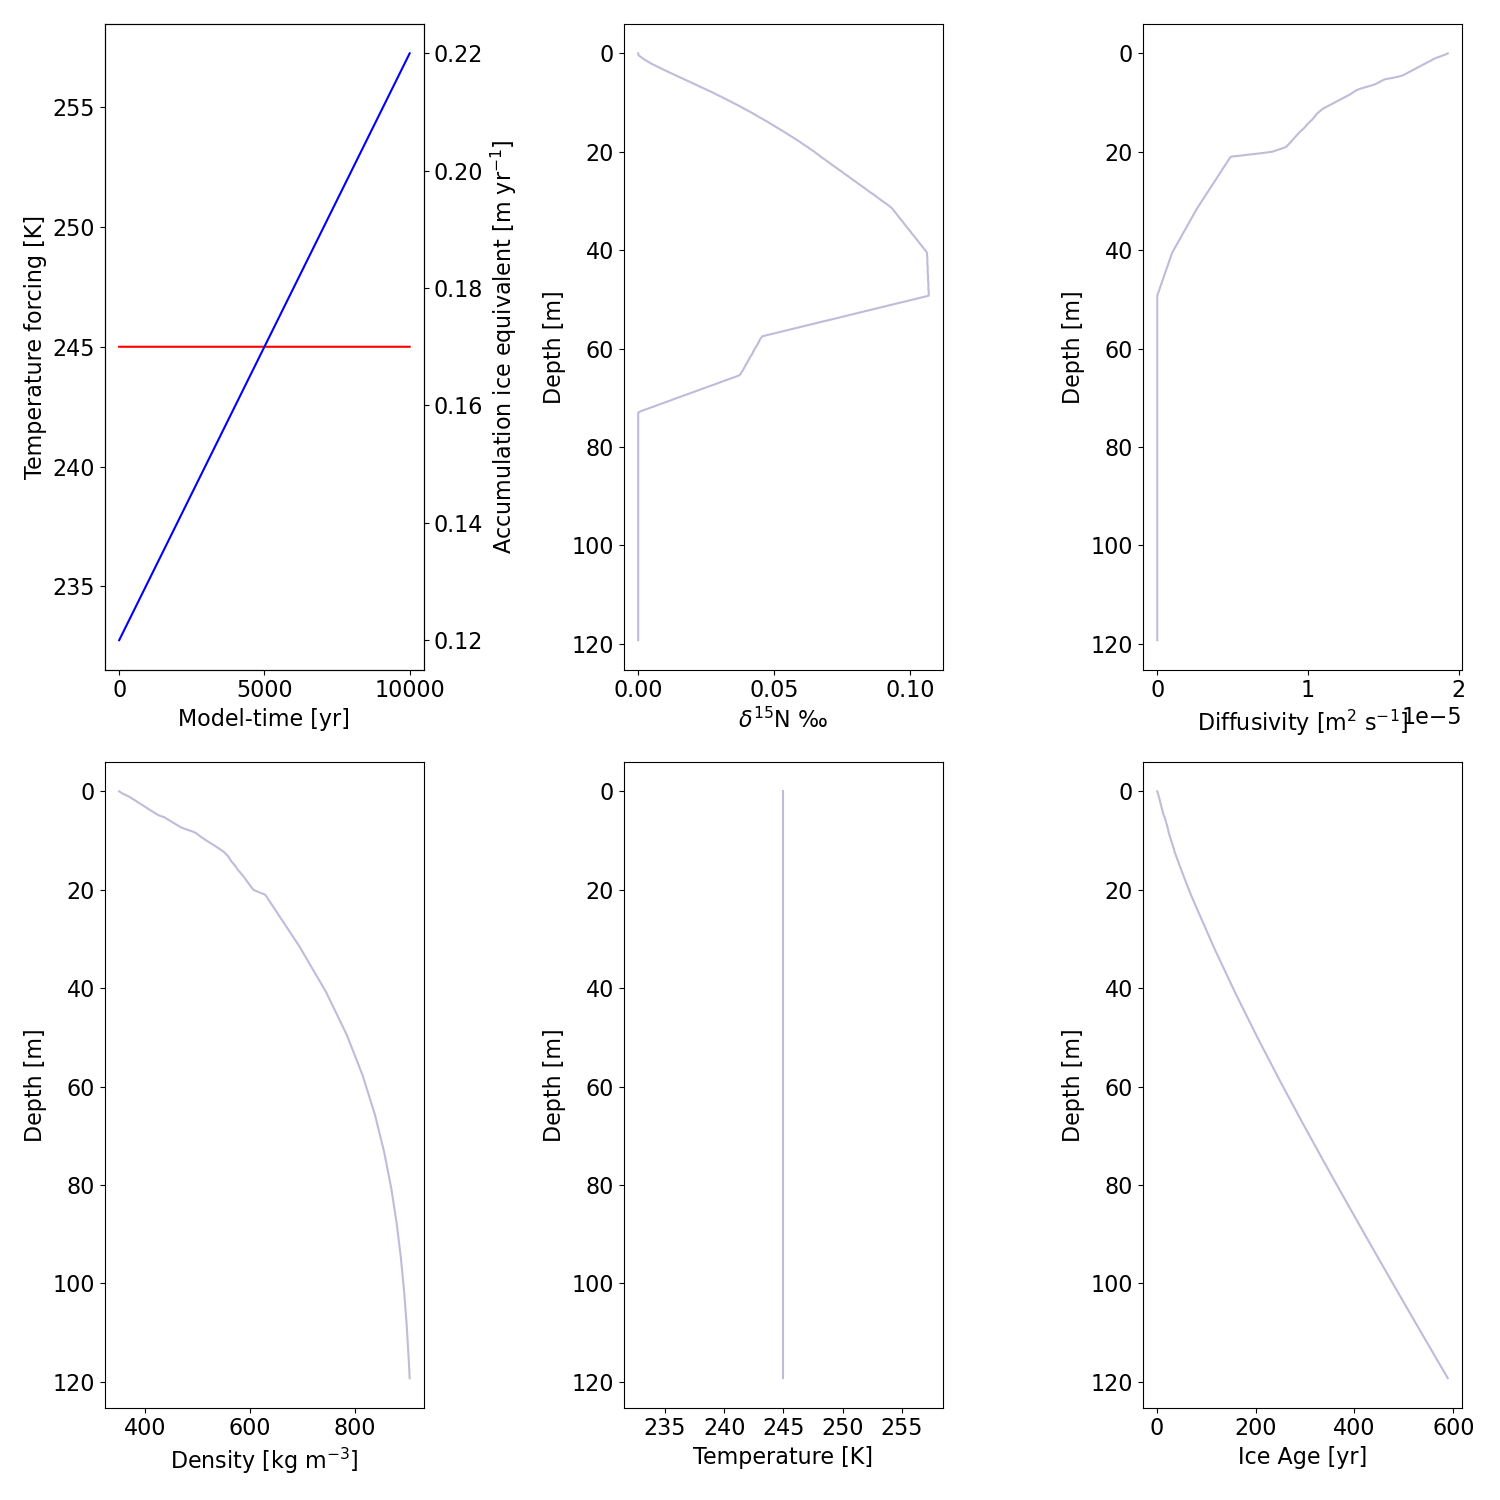 Temperature forcing [K]
255
250
245
240
235
0 5000 10000
Model-time [yr]
0.22
0.20
0.18
0.16
0.14
0.12
Accumulation ice equivalent [m yr⁻¹]
Depth [m]
0
20
40
60
80
100
120
0.00 0.05 0.10
δ¹⁵N ‰
Depth [m]
0
20
40
60
80
100
120
0 1 2
1e−5
Diffusivity [m² s⁻¹]
Depth [m]
0
20
40
60
80
100
120
400 600 800
Density [kg m⁻³]
Depth [m]
0
20
40
60
80
100
120
235 240 245 250 255
Temperature [K]
Depth [m]
0
20
40
60
80
100
120
0 200 400 600
Ice Age [yr]